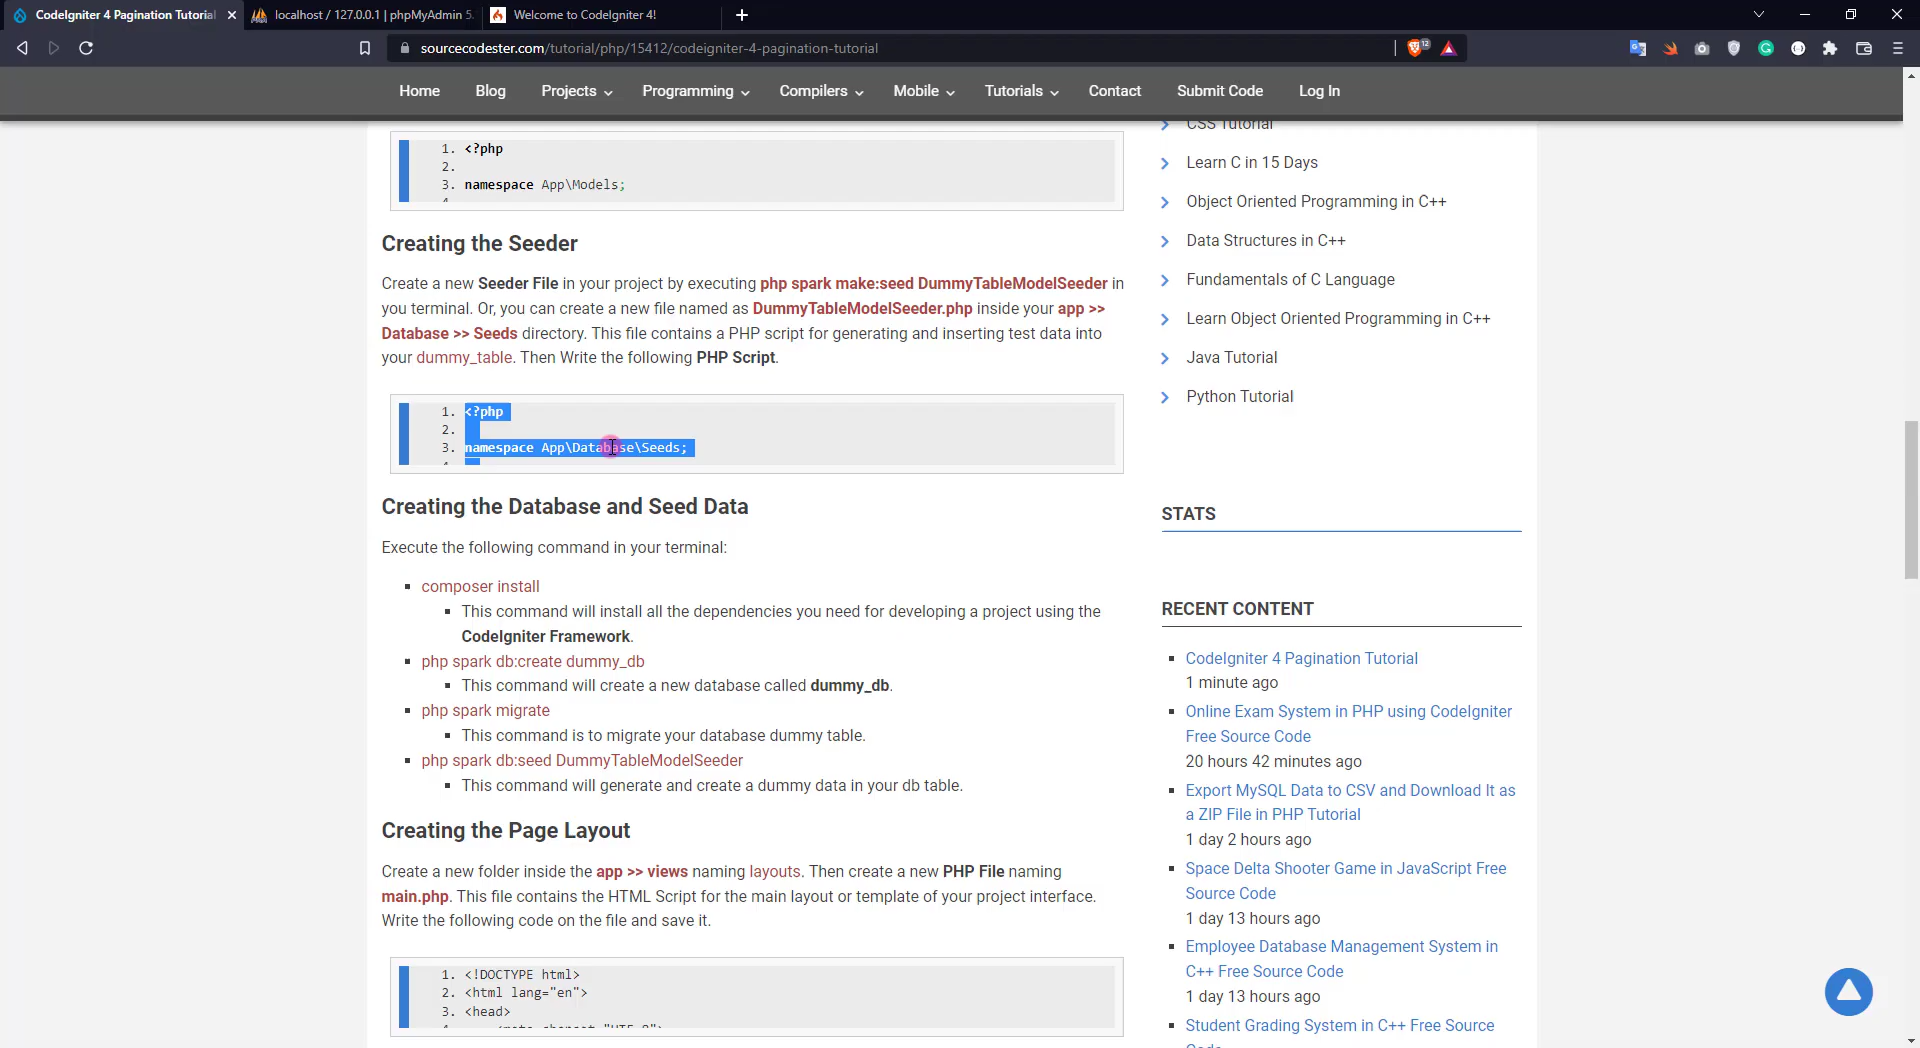 CodeIgniter 4 Pagination Tutorial
localhost / 127.0.0.1 | phpMyAdmin 5.
Welcome to CodeIgniter 4!
sourcecodester.com/tutorial/php/15412/codeigniter-4-pagination-tutorial
12
Home Blog Projects Programming Compilers Mobile Tutorials Contact Submit Code Log In
1. <?php
2.
3. namespace App\Models;
4
Creating the Seeder
Create a new Seeder File in your project by executing php spark make:seed DummyTableModelSeeder in
you terminal. Or, you can create a new file named as DummyTableModelSeeder.php inside your app >>
Database >> Seeds directory. This file contains a PHP script for generating and inserting test data into
your dummy_table. Then Write the following PHP Script.
1. <?php
2.
3. namespace App\Database\Seeds;
4
Creating the Database and Seed Data
Execute the following command in your terminal:
composer install
This command will install all the dependencies you need for developing a project using the
CodeIgniter Framework.
php spark db:create dummy_db
This command will create a new database called dummy_db.
php spark migrate
This command is to migrate your database dummy table.
php spark db:seed DummyTableModelSeeder
This command will generate and create a dummy data in your db table.
Creating the Page Layout
Create a new folder inside the app >> views naming layouts. Then create a new PHP File naming
main.php. This file contains the HTML Script for the main layout or template of your project interface.
Write the following code on the file and save it.
1. <!DOCTYPE html>
2. <html lang="en">
3. <head>
4. <meta charset="UTF-8">
CSS Tutorial
Learn C in 15 Days
Object Oriented Programming in C++
Data Structures in C++
Fundamentals of C Language
Learn Object Oriented Programming in C++
Java Tutorial
Python Tutorial
STATS
RECENT CONTENT
CodeIgniter 4 Pagination Tutorial
1 minute ago
Online Exam System in PHP using CodeIgniter
Free Source Code
20 hours 42 minutes ago
Export MySQL Data to CSV and Download It as
a ZIP File in PHP Tutorial
1 day 2 hours ago
Space Delta Shooter Game in JavaScript Free
Source Code
1 day 13 hours ago
Employee Database Management System in
C++ Free Source Code
1 day 13 hours ago
Student Grading System in C++ Free Source
Code